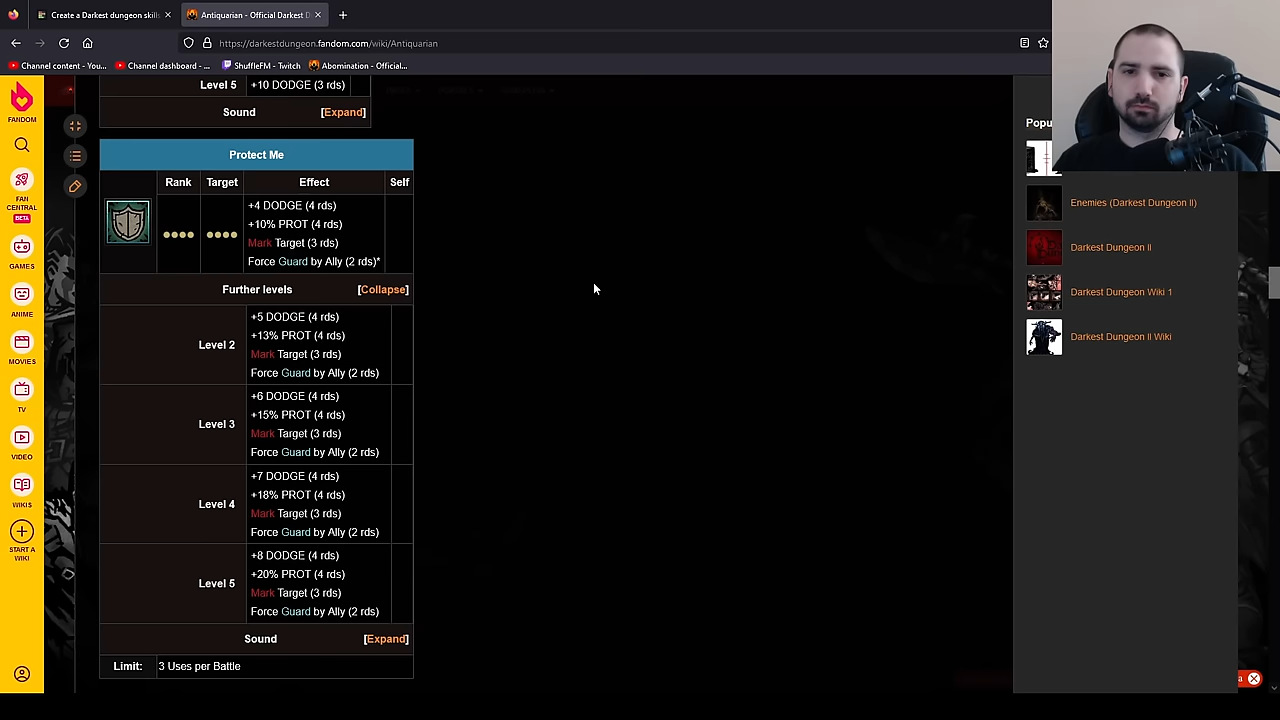 Create a Darkest dungeon skills
Antiquarian - Official Darkest D
https://darkestdungeon.fandom.com/wiki/Antiquarian
Channel content - You...
Channel dashboard - ...
ShuffleFM - Twitch
Abomination - Official...
FANDOM
FAN
CENTRAL
BETA
GAMES
ANIME
MOVIES
TV
VIDEO
WIKIS
START A
WIKI
Level 5
+10 DODGE (3 rds)
Sound
[Expand]
Protect Me
Rank
Target
Effect
Self
+4 DODGE (4 rds)
+10% PROT (4 rds)
Mark Target (3 rds)
Force Guard by Ally (2 rds)*
Further levels
[Collapse]
Level 2
+5 DODGE (4 rds)
+13% PROT (4 rds)
Mark Target (3 rds)
Force Guard by Ally (2 rds)
Level 3
+6 DODGE (4 rds)
+15% PROT (4 rds)
Mark Target (3 rds)
Force Guard by Ally (2 rds)
Level 4
+7 DODGE (4 rds)
+18% PROT (4 rds)
Mark Target (3 rds)
Force Guard by Ally (2 rds)
Level 5
+8 DODGE (4 rds)
+20% PROT (4 rds)
Mark Target (3 rds)
Force Guard by Ally (2 rds)
Sound
[Expand]
Limit:
3 Uses per Battle
Popu
Enemies (Darkest Dungeon II)
Darkest Dungeon II
Darkest Dungeon Wiki 1
Darkest Dungeon II Wiki
a